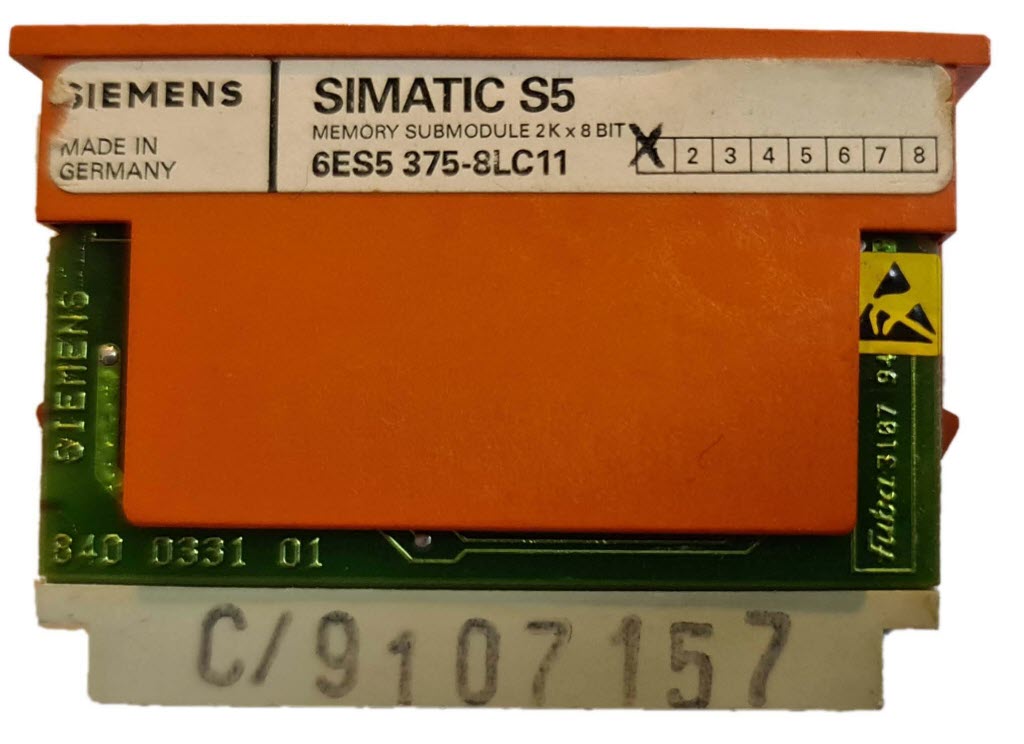 SIEMENS
MADE IN
GERMANY
SIMATIC S5
MEMORY SUBMODULE 2K x 8 BIT
6ES5 375-8LC11
X 2 3 4 5 6 7 8
SIEMENS
fuba 3187 94
840 0331 01
C/9107157